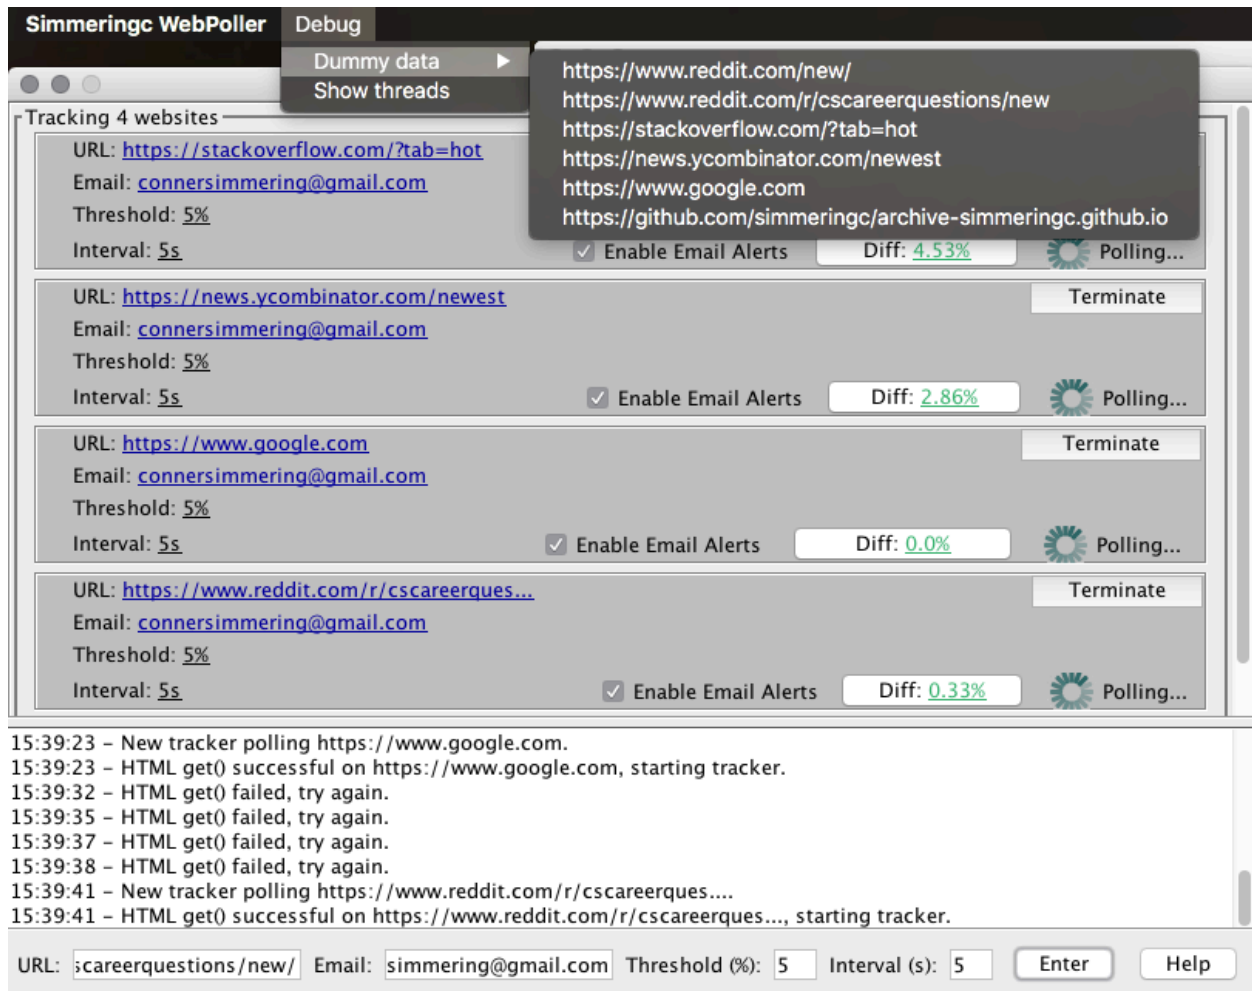 Simmeringc WebPoller Debug
Dummy data
Show threads
https://www.reddit.com/new/
https://www.reddit.com/r/cscareerquestions/new
https://stackoverflow.com/?tab=hot
https://news.ycombinator.com/newest
https://www.google.com
https://github.com/simmeringc/archive-simmeringc.github.io
Tracking 4 websites
URL: https://stackoverflow.com/?tab=hot
Email: connersimmering@gmail.com
Threshold: 5%
Interval: 5s Enable Email Alerts Diff: 4.53% Polling...
URL: https://news.ycombinator.com/newest Terminate
Email: connersimmering@gmail.com
Threshold: 5%
Interval: 5s Enable Email Alerts Diff: 2.86% Polling...
URL: https://www.google.com Terminate
Email: connersimmering@gmail.com
Threshold: 5%
Interval: 5s Enable Email Alerts Diff: 0.0% Polling...
URL: https://www.reddit.com/r/cscareerques... Terminate
Email: connersimmering@gmail.com
Threshold: 5%
Interval: 5s Enable Email Alerts Diff: 0.33% Polling...
15:39:23 – New tracker polling https://www.google.com.
15:39:23 – HTML get() successful on https://www.google.com, starting tracker.
15:39:32 – HTML get() failed, try again.
15:39:35 – HTML get() failed, try again.
15:39:37 – HTML get() failed, try again.
15:39:38 – HTML get() failed, try again.
15:39:41 – New tracker polling https://www.reddit.com/r/cscareerques....
15:39:41 – HTML get() successful on https://www.reddit.com/r/cscareerques..., starting tracker.
URL: :careerquestions/new/ Email: simmering@gmail.com Threshold (%): 5 Interval (s): 5 Enter Help